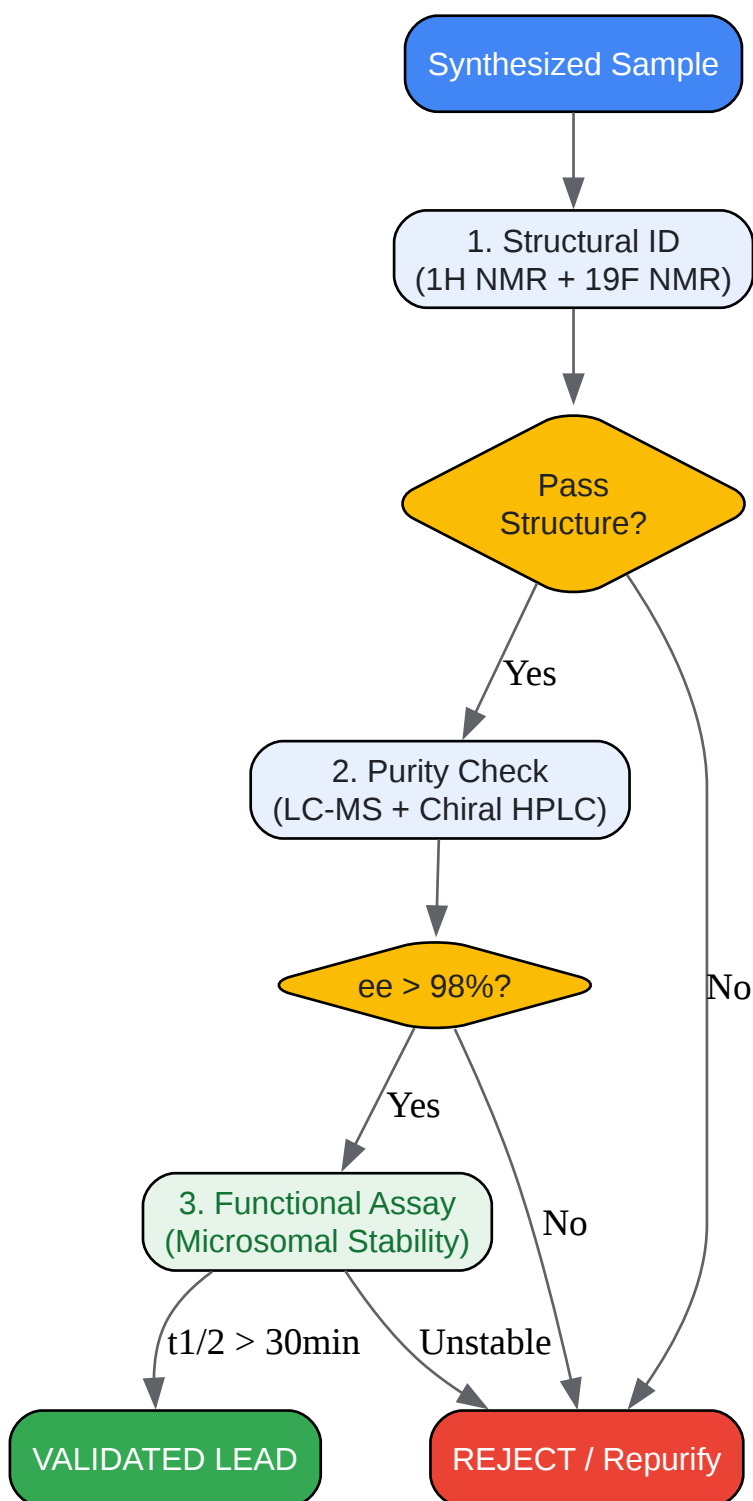 Synthesized Sample
1. Structural ID
(1H NMR + 19F NMR)
Pass
Structure?
Yes
2. Purity Check
(LC-MS + Chiral HPLC)
ee > 98%?
No
Yes
3. Functional Assay
(Microsomal Stability)
No
t1/2 > 30min
Unstable
VALIDATED LEAD
REJECT / Repurify